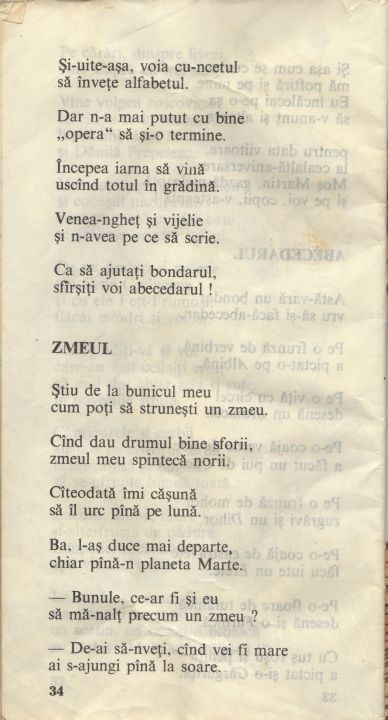 Şi-uite-aşa, voia cu-ncetul
să înveţe alfabetul.
Dar n-a mai putut cu bine
„opera“ să şi-o termine.
Începea iarna să vină
uscînd totul în grădină.
Venea-ngheţ şi vijelie
şi n-avea pe ce să scrie.
Ca să ajutaţi bondarul,
sfîrşiţi voi abecedarul !
ZMEUL
Ştiu de la bunicul meu
cum poţi să struneşti un zmeu.
Cînd dau drumul bine sforii,
zmeul meu spintecă norii.
Cîteodată îmi căşună
să îl urc pînă pe lună.
Ba, l-aş duce mai departe,
chiar pînă-n planeta Marte.
— Bunule, ce-ar fi şi eu
să mă-nalţ precum un zmeu ?
— De-ai să-nveţi, cînd vei fi mare
ai s-ajungi pînă la soare.
34